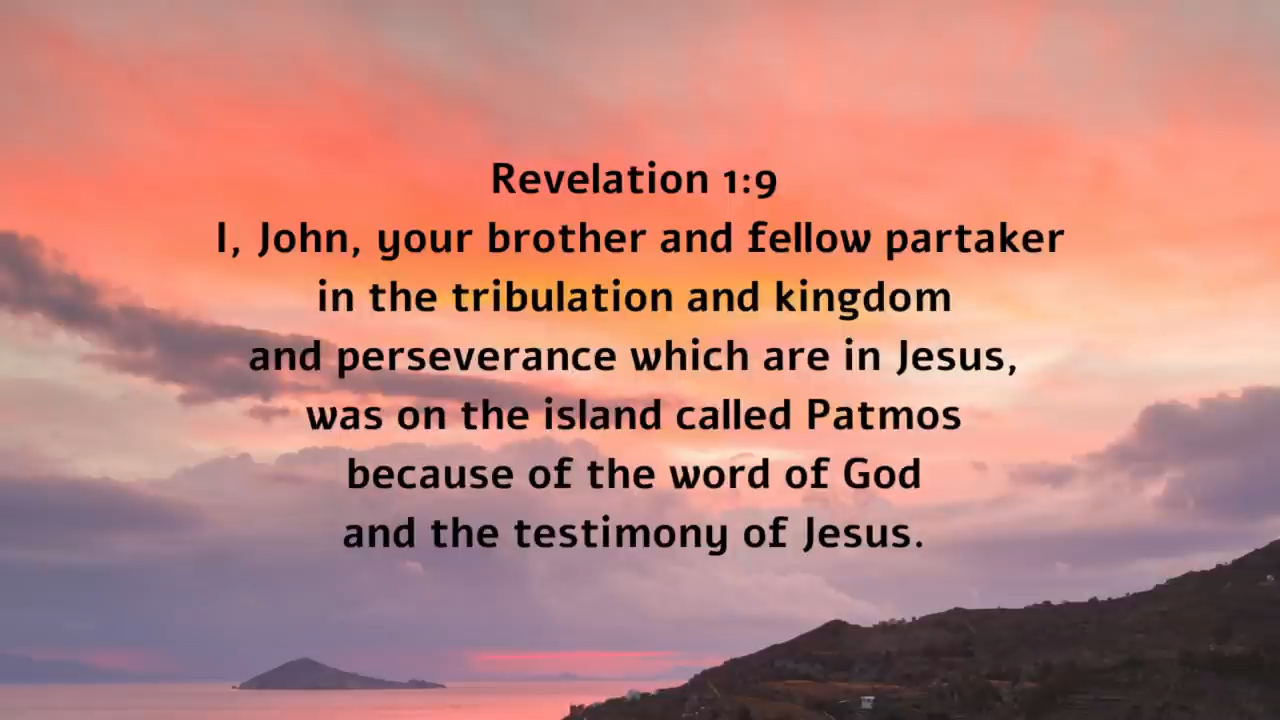 Revelation 1:9
I, John, your brother and fellow partaker
in the tribulation and kingdom
and perseverance which are in Jesus,
was on the island called Patmos
because of the word of God
and the testimony of Jesus.